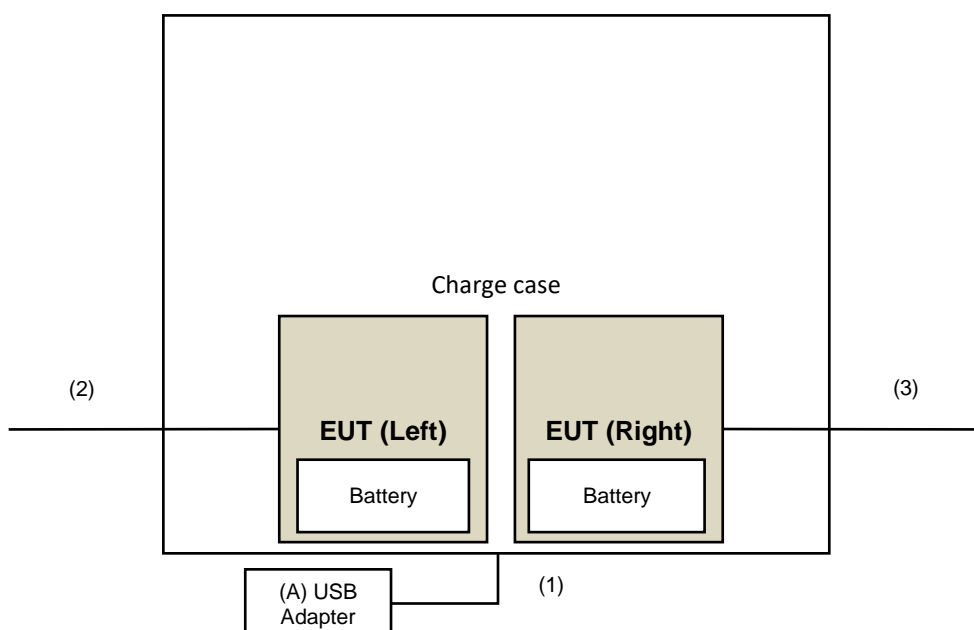 Charge case
(2)
(3)
EUT (Left)
EUT (Right)
Battery
Battery
(1)
(A) USB
Adapter